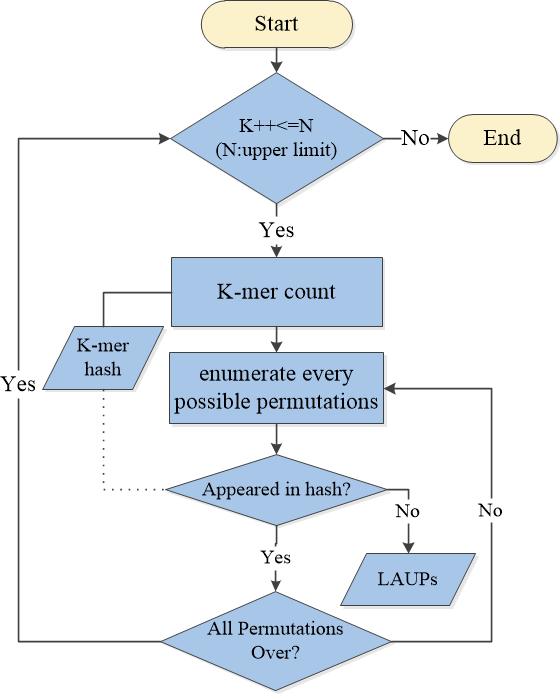 Start
K++<=N
(N:upper limit)
No
End
Yes
K-mer count
K-mer
hash
enumerate every
possible permutations
Yes
Appeared in hash?
No
No
Yes
LAUPs
All Permutations
Over?